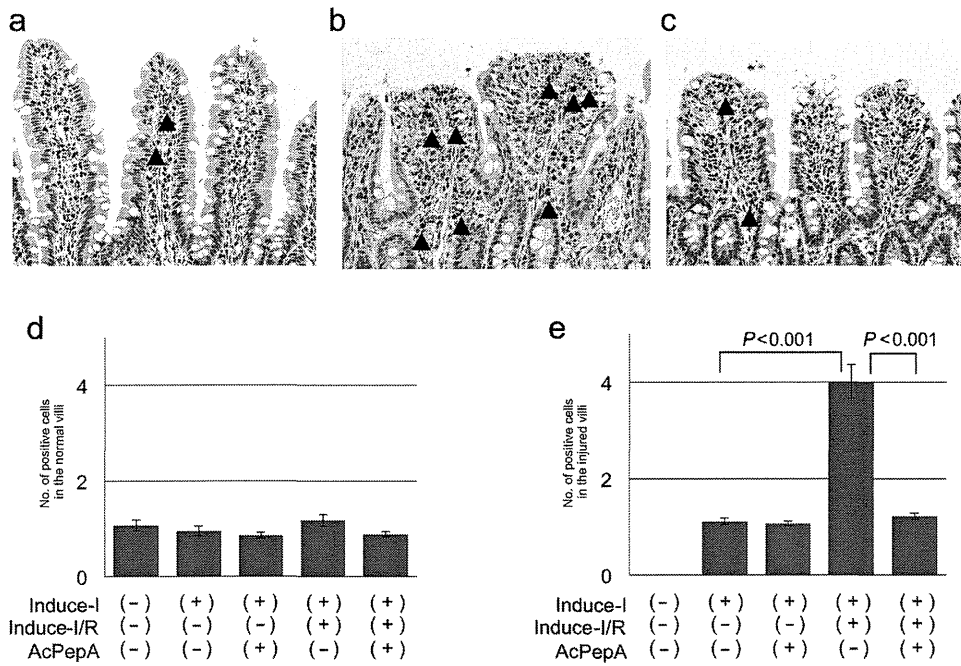 a
b
c
d
4
2
0
No. of positive cells
in the normal villi
Induce-I (-) (+) (+) (+) (+)
Induce-I/R (-) (-) (-) (+) (+)
AcPepA (-) (-) (+) (-) (+)
e
P<0.001
P<0.001
4
2
0
No. of positive cells
in the injured villi
Induce-I (-) (+) (+) (+) (+)
Induce-I/R (-) (-) (-) (+) (+)
AcPepA (-) (-) (+) (-) (+)